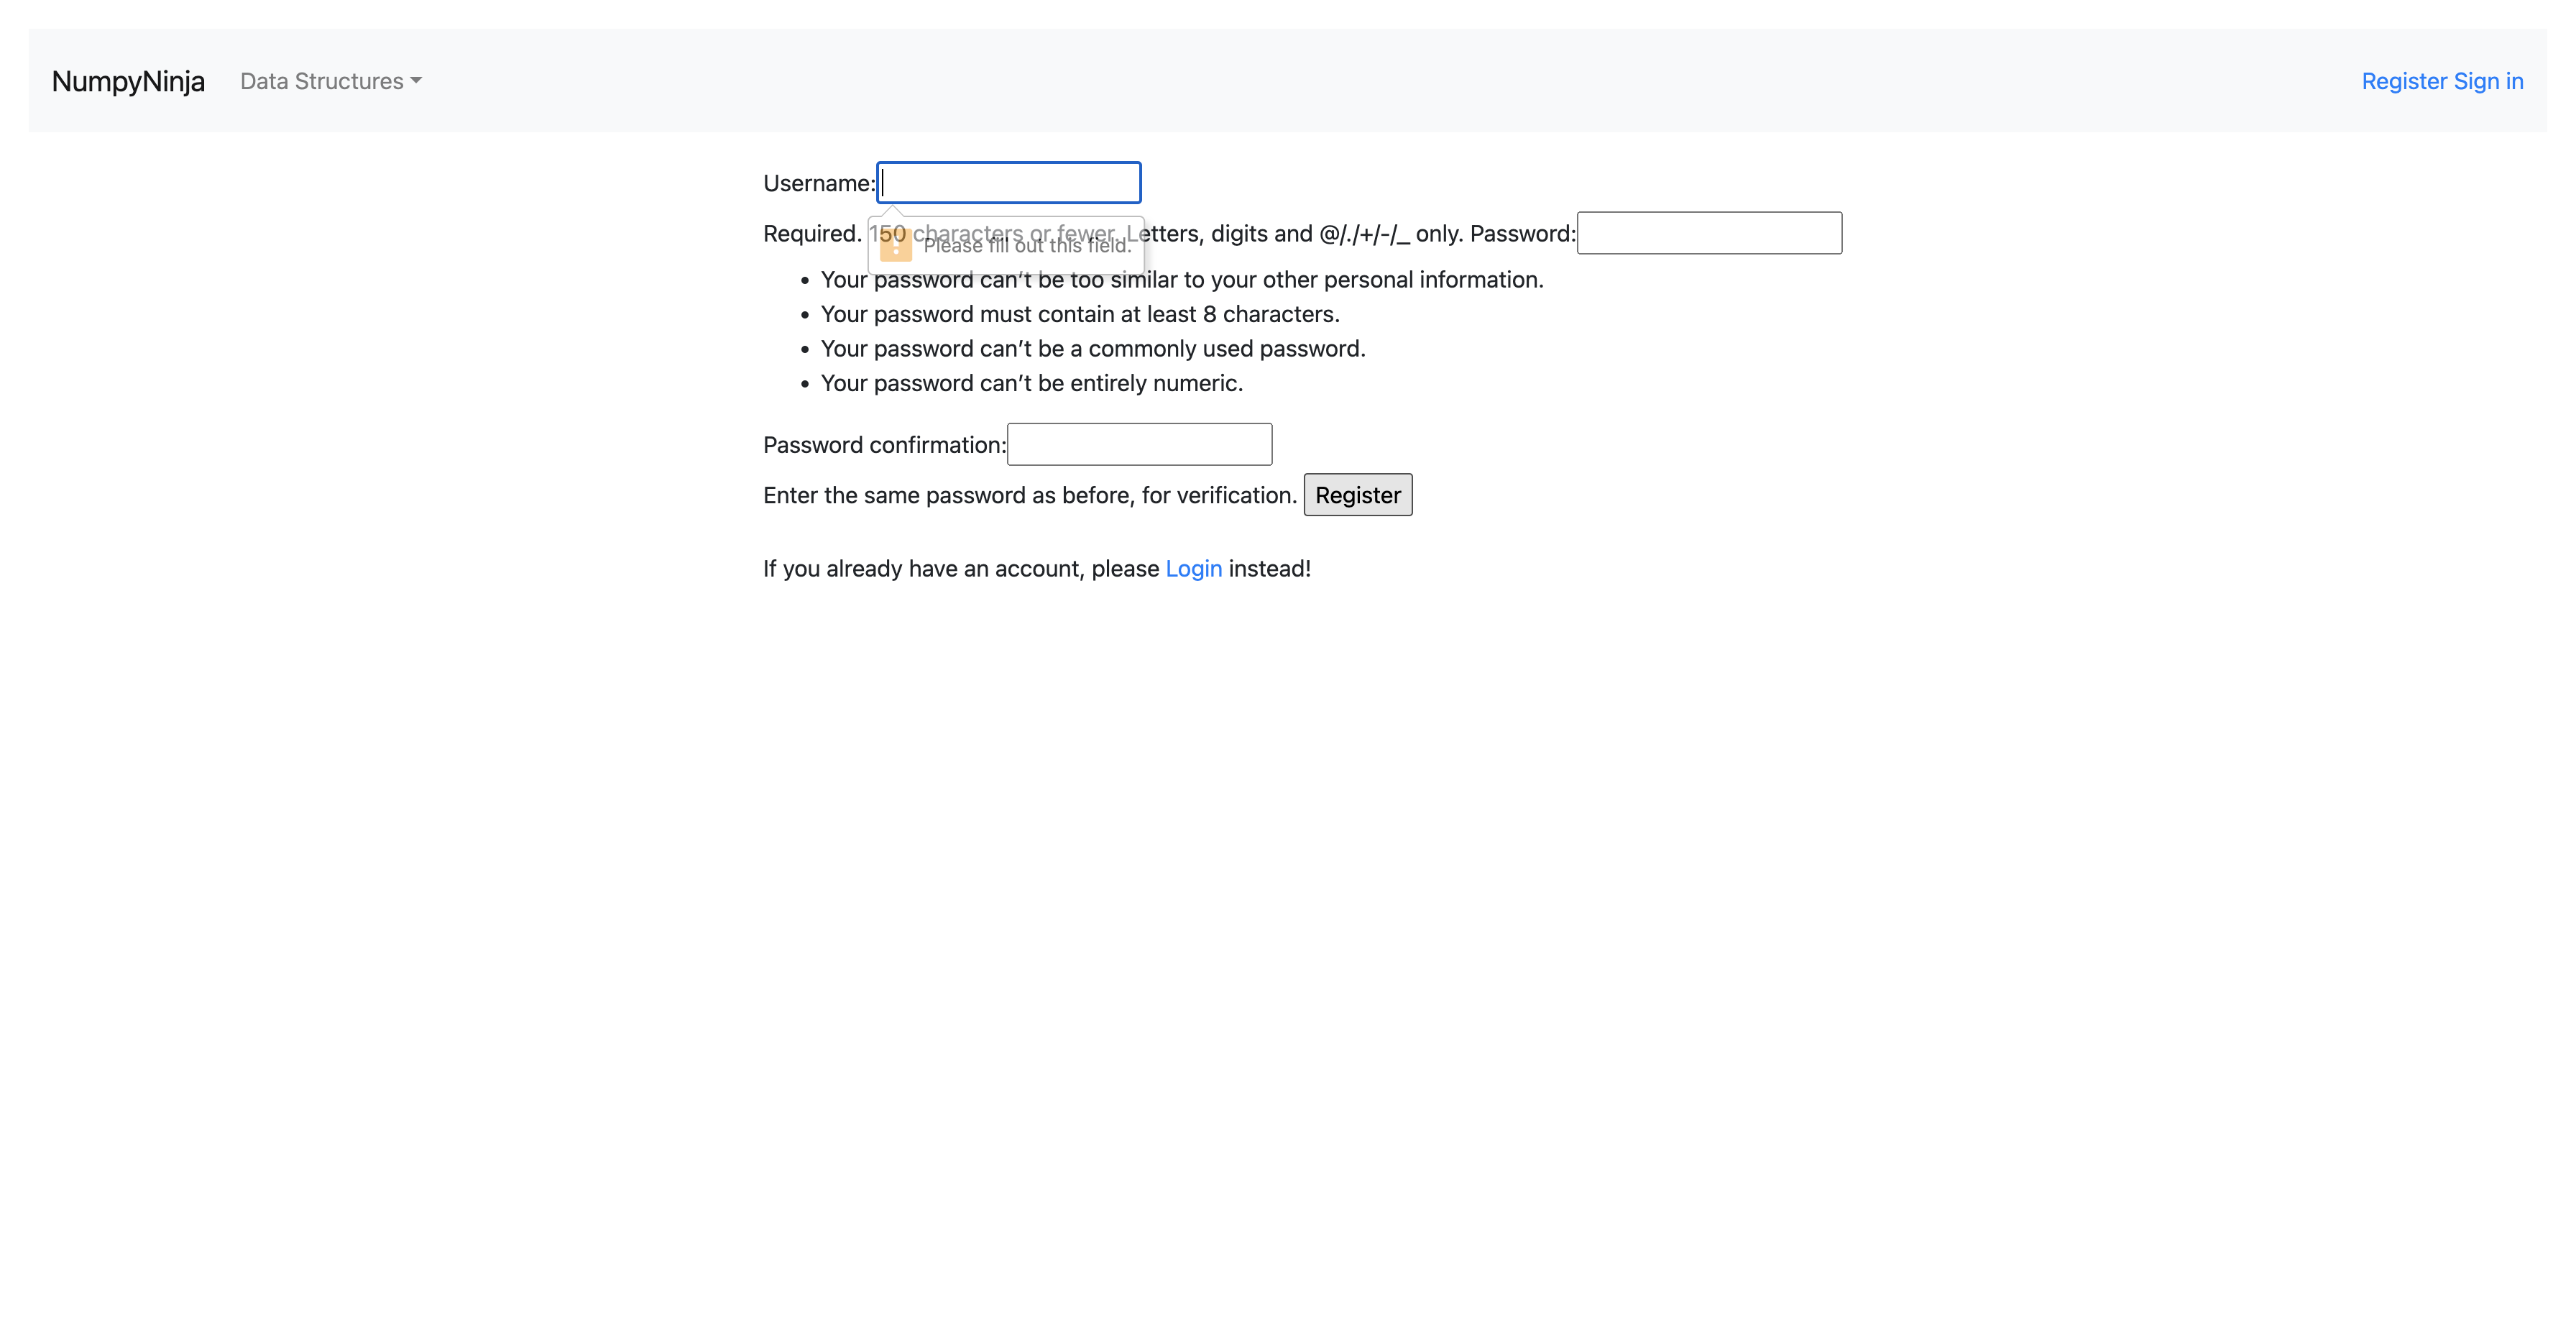 NumpyNinja Data Structures Register Sign in
Username:
Required. 150 characters or fewer. Letters, digits and @/./+/-/_ only. Password:
Please fill out this field.
• Your password can’t be too similar to your other personal information.
• Your password must contain at least 8 characters.
• Your password can’t be a commonly used password.
• Your password can’t be entirely numeric.
Password confirmation:
Enter the same password as before, for verification. Register
If you already have an account, please Login instead!